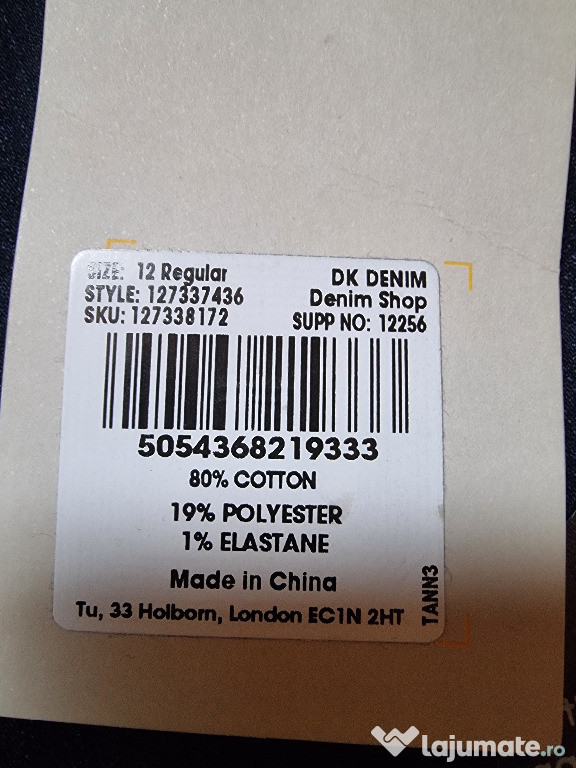 SIZE: 12 Regular
DK DENIM
STYLE: 127337436
Denim Shop
SKU: 127338172
SUPP NO: 12256
5054368219333
80% COTTON
19% POLYESTER
1% ELASTANE
Made in China
Tu, 33 Holborn, London EC1N 2HT
TANN3
Lajumate.ro